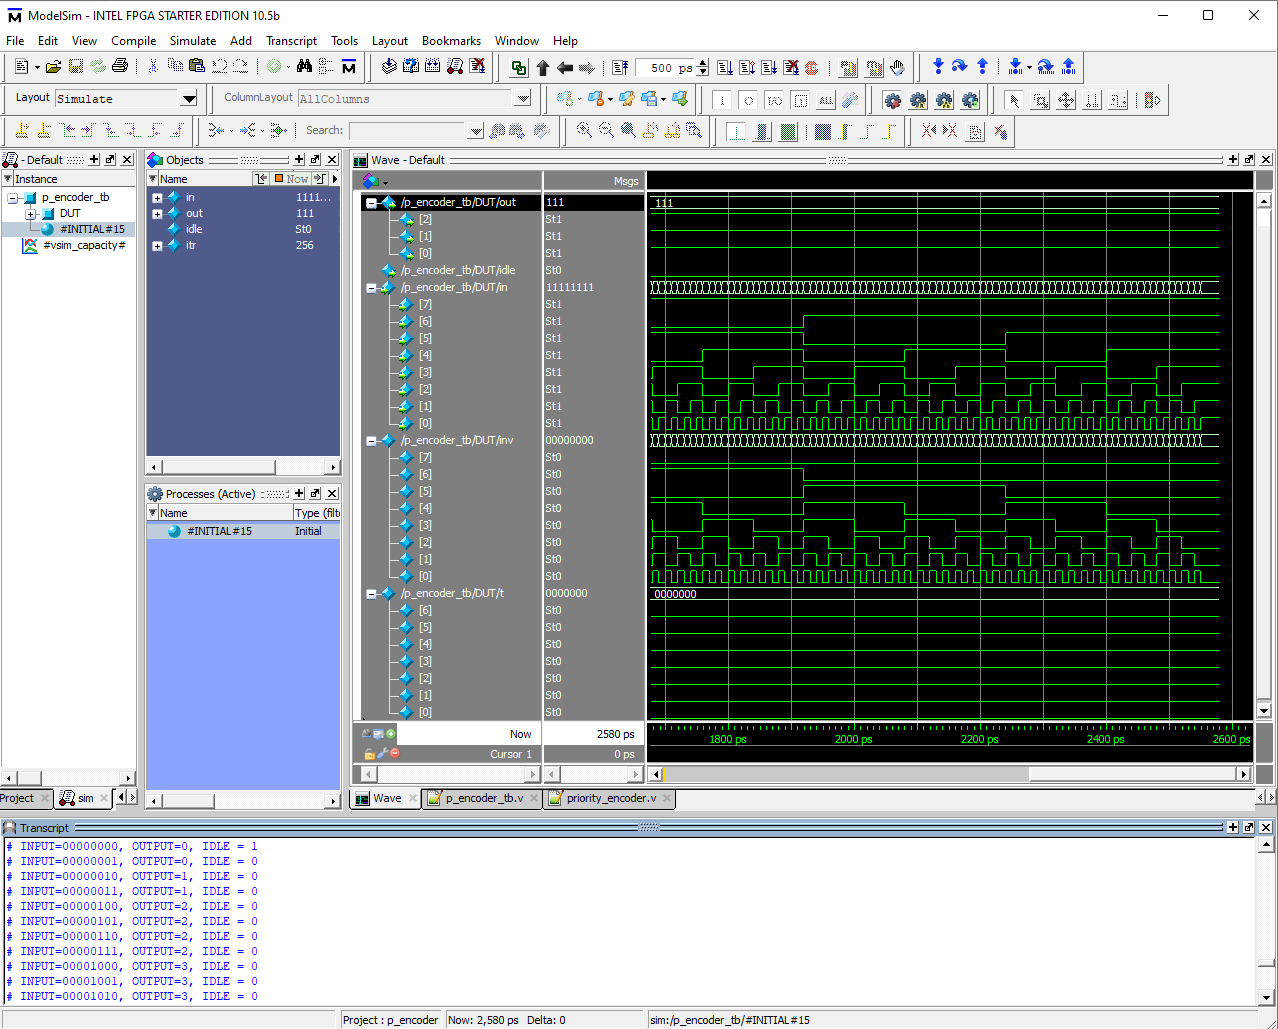 ModelSim - INTEL FPGA STARTER EDITION 10.5b
File Edit View Compile Simulate Add Transcript Tools Layout Bookmarks Window Help
500 ps
Layout Simulate
ColumnLayout AllColumns
Search:
- Default
Instance
p_encoder_tb
DUT
#INITIAL#15
#vsim_capacity#
Project
sim
Objects
Name
Now
in 1111...
out 111
idle St0
itr 256
Processes (Active)
Name Type (filt
#INITIAL#15 Initial
Wave - Default
Msgs
/p_encoder_tb/DUT/out 111 111
[2] St1
[1] St1
[0] St1
/p_encoder_tb/DUT/idle St0
/p_encoder_tb/DUT/in 11111111
[7] St1
[6] St1
[5] St1
[4] St1
[3] St1
[2] St1
[1] St1
[0] St1
/p_encoder_tb/DUT/inv 00000000
[7] St0
[6] St0
[5] St0
[4] St0
[3] St0
[2] St0
[1] St0
[0] St0
/p_encoder_tb/DUT/t 0000000 0000000
[6] St0
[5] St0
[4] St0
[3] St0
[2] St0
[1] St0
[0] St0
Now 2580 ps
1800 ps 2000 ps 2200 ps 2400 ps 2600 ps
Cursor 1 0 ps
Wave
p_encoder_tb.v
priority_encoder.v
Transcript
# INPUT=00000000, OUTPUT=0, IDLE = 1
# INPUT=00000001, OUTPUT=0, IDLE = 0
# INPUT=00000010, OUTPUT=1, IDLE = 0
# INPUT=00000011, OUTPUT=1, IDLE = 0
# INPUT=00000100, OUTPUT=2, IDLE = 0
# INPUT=00000101, OUTPUT=2, IDLE = 0
# INPUT=00000110, OUTPUT=2, IDLE = 0
# INPUT=00000111, OUTPUT=2, IDLE = 0
# INPUT=00001000, OUTPUT=3, IDLE = 0
# INPUT=00001001, OUTPUT=3, IDLE = 0
# INPUT=00001010, OUTPUT=3, IDLE = 0
Project : p_encoder
Now: 2,580 ps Delta: 0
sim:/p_encoder_tb/#INITIAL#15